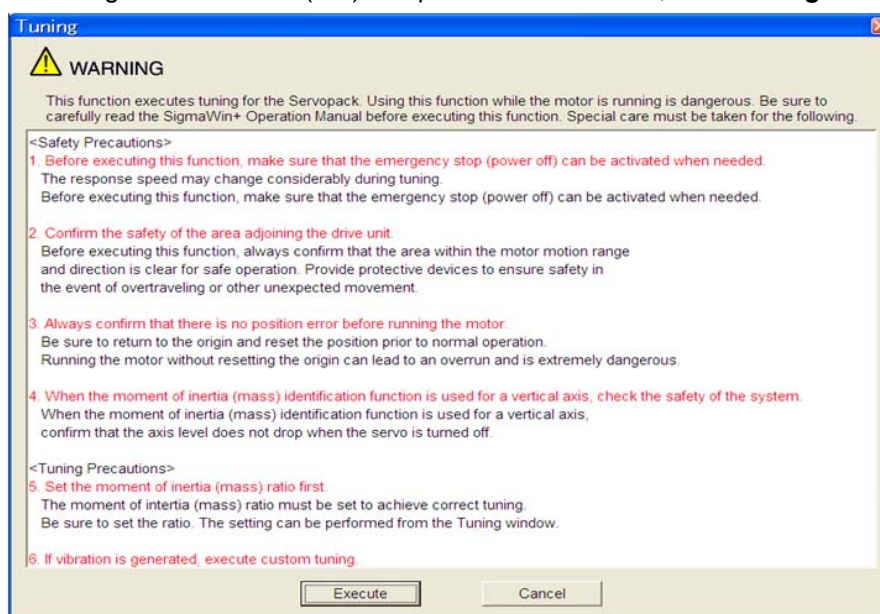 Tuning
WARNING
This function executes tuning for the Servopack. Using this function while the motor is running is dangerous. Be sure to
carefully read the SigmaWin+ Operation Manual before executing this function. Special care must be taken for the following.
<Safety Precautions>
1. Before executing this function, make sure that the emergency stop (power off) can be activated when needed.
The response speed may change considerably during tuning.
Before executing this function, make sure that the emergency stop (power off) can be activated when needed.
2. Confirm the safety of the area adjoining the drive unit.
Before executing this function, always confirm that the area within the motor motion range
and direction is clear for safe operation. Provide protective devices to ensure safety in
the event of overtraveling or other unexpected movement.
3. Always confirm that there is no position error before running the motor.
Be sure to return to the origin and reset the position prior to normal operation.
Running the motor without resetting the origin can lead to an overrun and is extremely dangerous.
4. When the moment of inertia (mass) identification function is used for a vertical axis, check the safety of the system.
When the moment of inertia (mass) identification function is used for a vertical axis,
confirm that the axis level does not drop when the servo is turned off.
<Tuning Precautions>
5. Set the moment of inertia (mass) ratio first.
The moment of intertia (mass) ratio must be set to achieve correct tuning.
Be sure to set the ratio. The setting can be performed from the Tuning window.
6. If vibration is generated, execute custom tuning.
Execute
Cancel